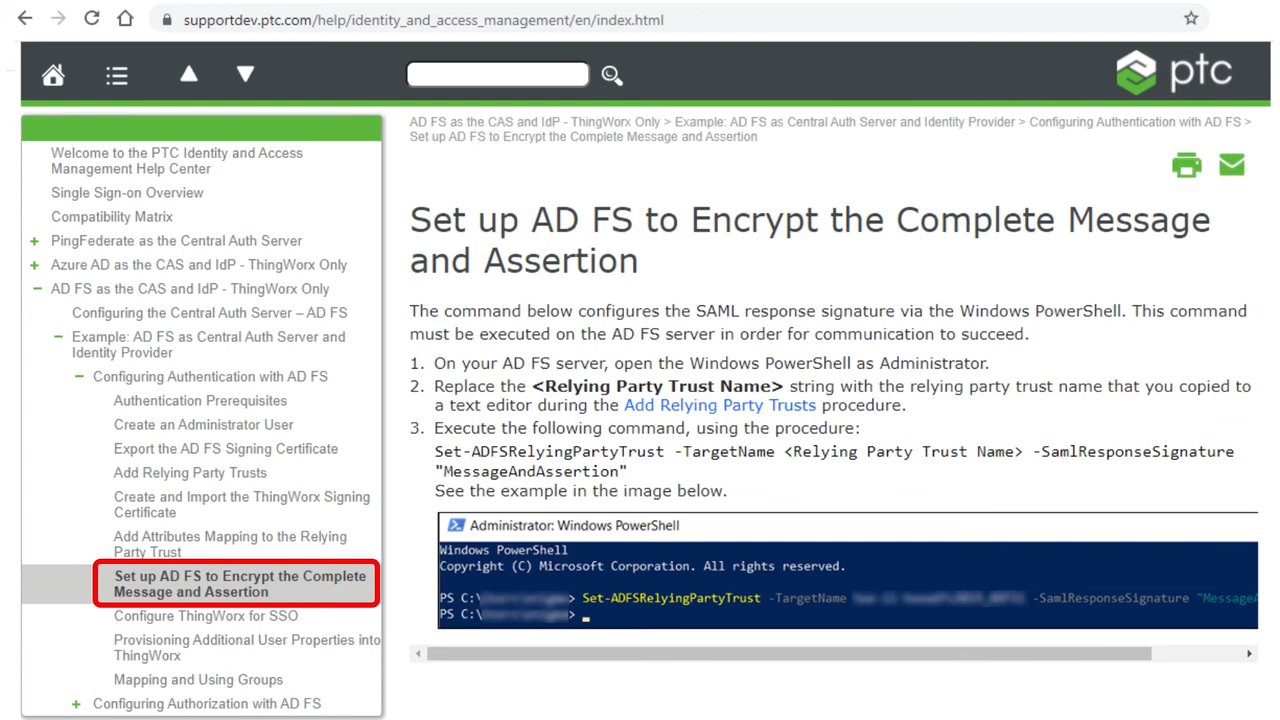 supportdev.ptc.com/help/identity_and_access_management/en/index.html
ptc
AD FS as the CAS and IdP - ThingWorx Only > Example: AD FS as Central Auth Server and Identity Provider > Configuring Authentication with AD FS >
Set up AD FS to Encrypt the Complete Message and Assertion
Welcome to the PTC Identity and Access
Management Help Center
Single Sign-on Overview
Compatibility Matrix
+ PingFederate as the Central Auth Server
+ Azure AD as the CAS and IdP - ThingWorx Only
− AD FS as the CAS and IdP - ThingWorx Only
Configuring the Central Auth Server – AD FS
− Example: AD FS as Central Auth Server and
Identity Provider
− Configuring Authentication with AD FS
Authentication Prerequisites
Create an Administrator User
Export the AD FS Signing Certificate
Add Relying Party Trusts
Create and Import the ThingWorx Signing
Certificate
Add Attributes Mapping to the Relying
Party Trust
Set up AD FS to Encrypt the Complete
Message and Assertion
Configure ThingWorx for SSO
Provisioning Additional User Properties into
ThingWorx
Mapping and Using Groups
+ Configuring Authorization with AD FS
Set up AD FS to Encrypt the Complete Message
and Assertion
The command below configures the SAML response signature via the Windows PowerShell. This command
must be executed on the AD FS server in order for communication to succeed.
1. On your AD FS server, open the Windows PowerShell as Administrator.
2. Replace the <Relying Party Trust Name> string with the relying party trust name that you copied to
a text editor during the Add Relying Party Trusts procedure.
3. Execute the following command, using the procedure:
Set-ADFSRelyingPartyTrust -TargetName <Relying Party Trust Name> -SamlResponseSignature
"MessageAndAssertion"
See the example in the image below.
Administrator: Windows PowerShell
Windows PowerShell
Copyright (C) Microsoft Corporation. All rights reserved.
PS C:\ > Set-ADFSRelyingPartyTrust -TargetName -SamlResponseSignature "MessageA
PS C:\ > _